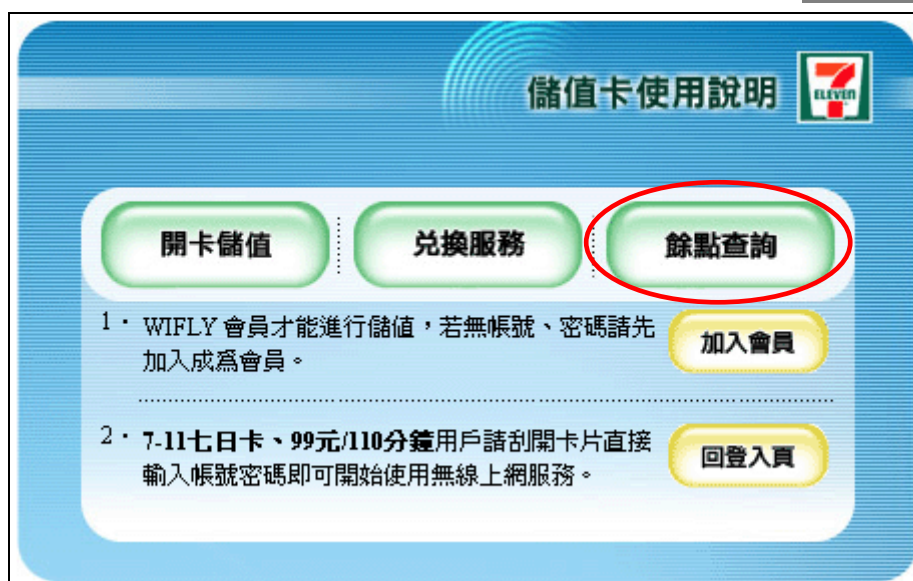 儲值卡使用說明
7
ELEVEN
開卡儲值
兌換服務
餘點查詢
1. WIFLY 會員才能進行儲值，若無帳號、密碼請先
加入成為會員。
加入會員
2. 7-11七日卡、99元/110分鐘用戶請刮開卡片直接
輸入帳號密碼即可開始使用無線上網服務。
回登入頁